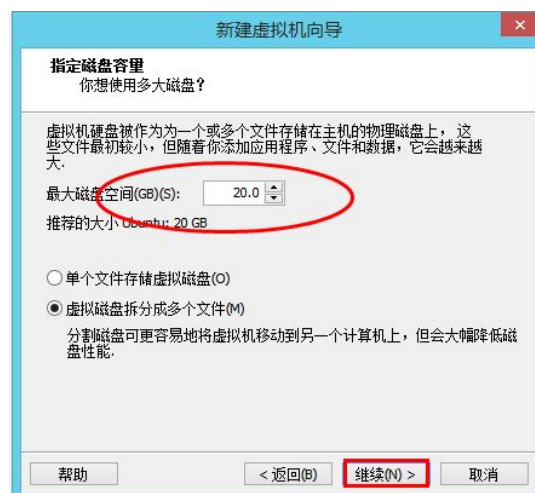 新建虚拟机向导
指定磁盘容量
你想使用多大磁盘?
虚拟机硬盘被作为为一个或多个文件存储在主机的物理磁盘上，这
些文件最初较小，但随着你添加应用程序、文件和数据，它会越来越
大.
最大磁盘空间(GB)(S): 20.0
推荐的大小 Ubuntu: 20 GB
单个文件存储虚拟磁盘(O)
虚拟磁盘拆分成多个文件(M)
分割磁盘可更容易地将虚拟机移动到另一个计算机上，但会大幅降低磁
盘性能.
帮助 < 返回(B) 继续(N) > 取消